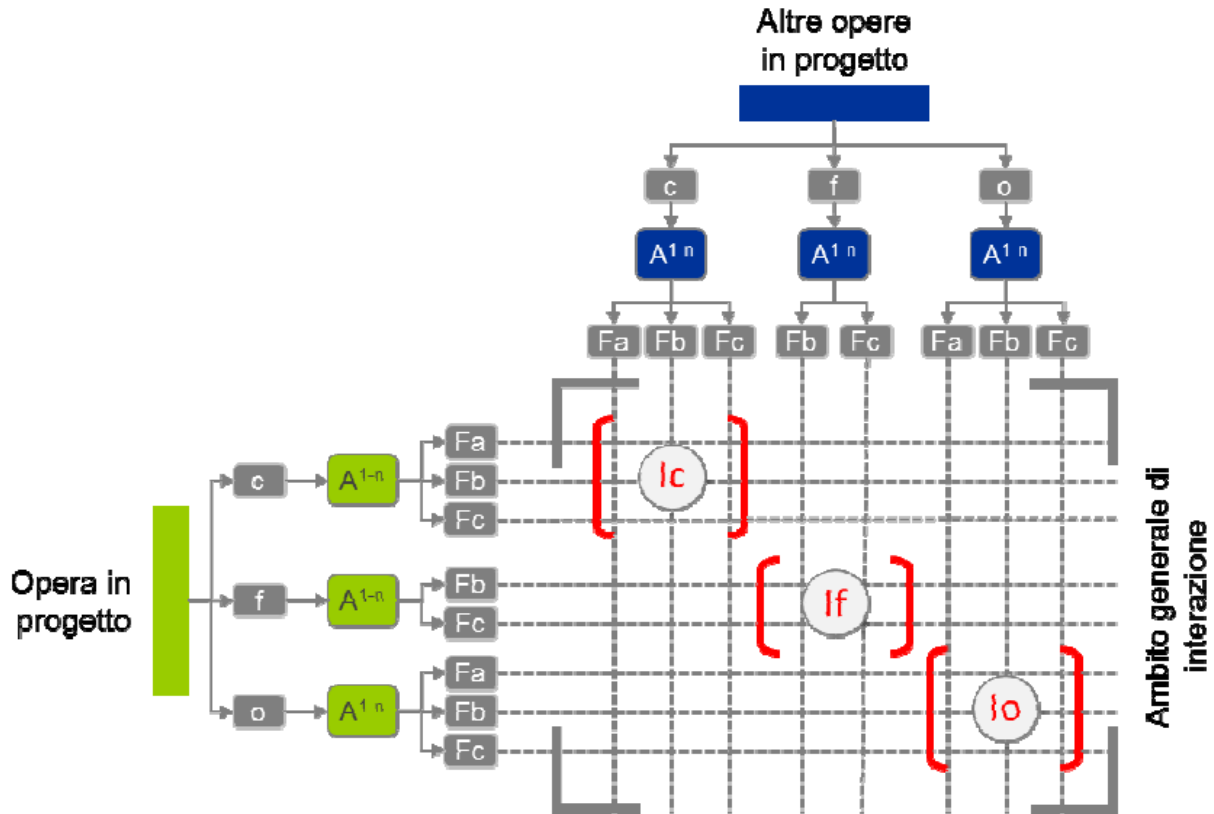 Altre opere
in progetto
c f o
A¹⁻ⁿ A¹⁻ⁿ A¹⁻ⁿ
Fa Fb Fc Fb Fc Fa Fb Fc
Fa
c A¹⁻ⁿ Fb
Fc
Ic
Opera in
progetto
f A¹⁻ⁿ
Fb
Fc
If
Fa
o A¹⁻ⁿ Fb
Fc
Io
Ambito generale di
interazione